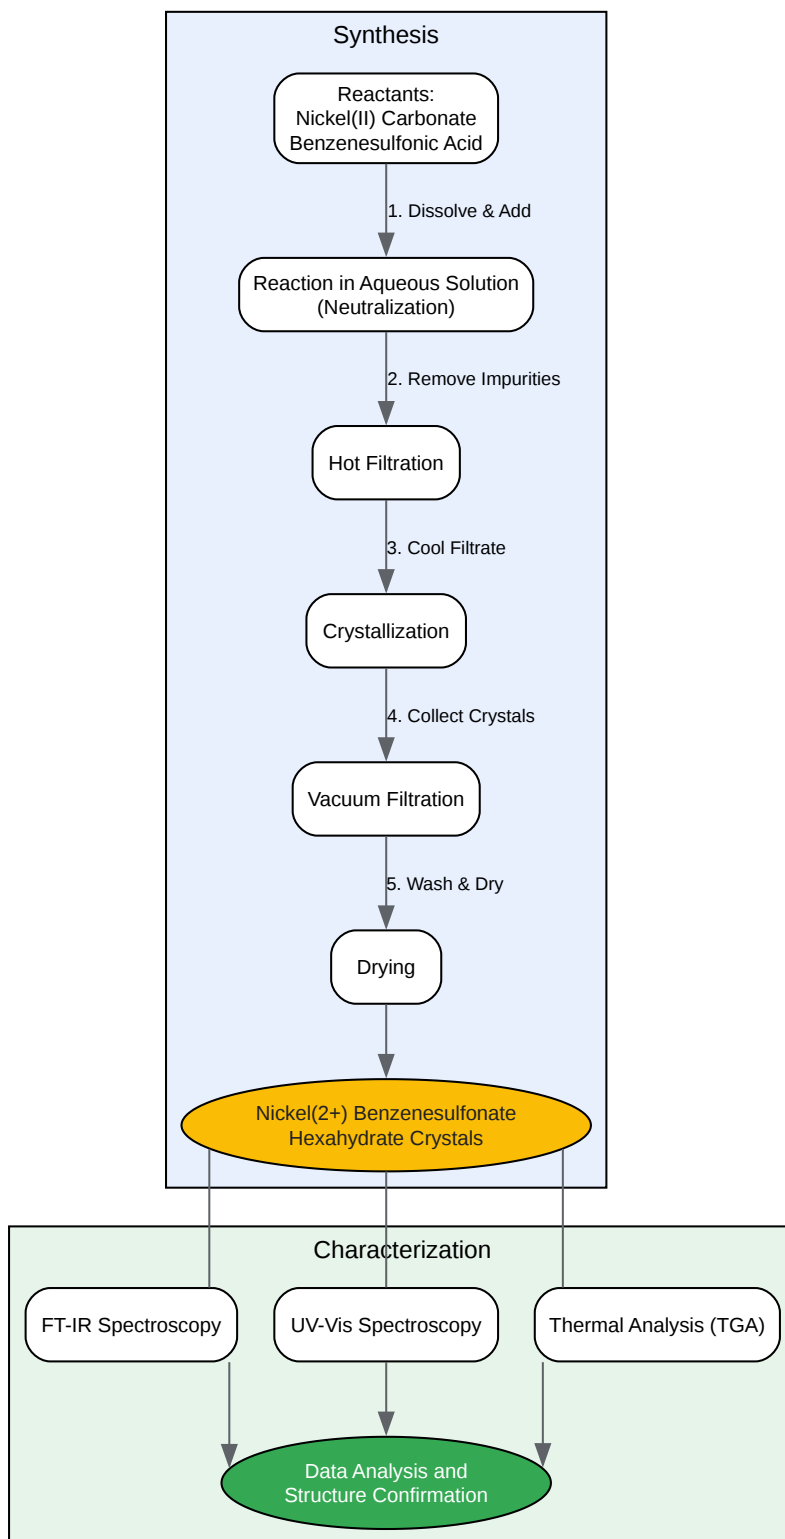 Synthesis
Reactants:
Nickel(II) Carbonate
Benzenesulfonic Acid
1. Dissolve & Add
Reaction in Aqueous Solution
(Neutralization)
2. Remove Impurities
Hot Filtration
3. Cool Filtrate
Crystallization
4. Collect Crystals
Vacuum Filtration
5. Wash & Dry
Drying
Nickel(2+) Benzenesulfonate
Hexahydrate Crystals
Characterization
FT-IR Spectroscopy
UV-Vis Spectroscopy
Thermal Analysis (TGA)
Data Analysis and
Structure Confirmation